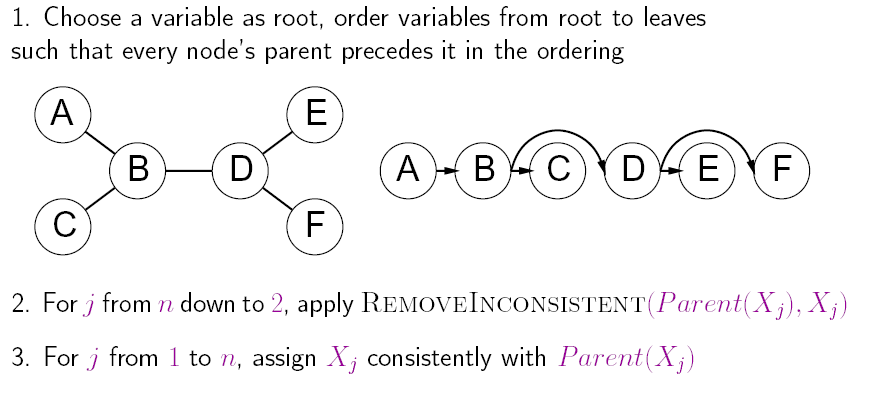 1. Choose a variable as root, order variables from root to leaves
such that every node's parent precedes it in the ordering
A E
B D A B C D E F
C F
2. For j from n down to 2, apply REMOVEINCONSISTENT(Parent(Xj), Xj)
3. For j from 1 to n, assign Xj consistently with Parent(Xj)